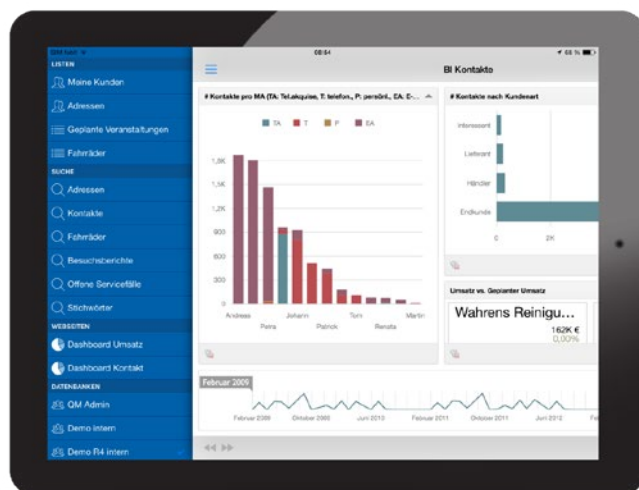 08:54
68 %
LISTEN
Meine Kunden
Adressen
Geplante Veranstaltungen
Fahrräder
SUCHE
Adressen
Kontakte
Fahrräder
Besuchsberichte
Offene Servicefälle
Stichwörter
WEBSEITEN
Dashboard Umsatz
Dashboard Kontakt
DATENBANKEN
QM Admin
Demo intern
Demo R4 intern
BI Kontakte
# Kontakte pro MA (TA: Tel.akquise, T: telefon., P: persönl., EA: E-...
TA T P EA
1,8K
1,5K
1,2K
900
600
300
0
Andreas Johann Tom Martin
Petra Patrick Renata
# Kontakte nach Kundenart
Interessent
Lieferant
Händler
Endkunde
0 2K
Umsatz vs. Geplanter Umsatz
Wahrens Reinigu...
162K €
0,00%
Februar 2009
Februar 2009 Oktober 2009 Juni 2010 Februar 2011 Oktober 2011 Juni 2012